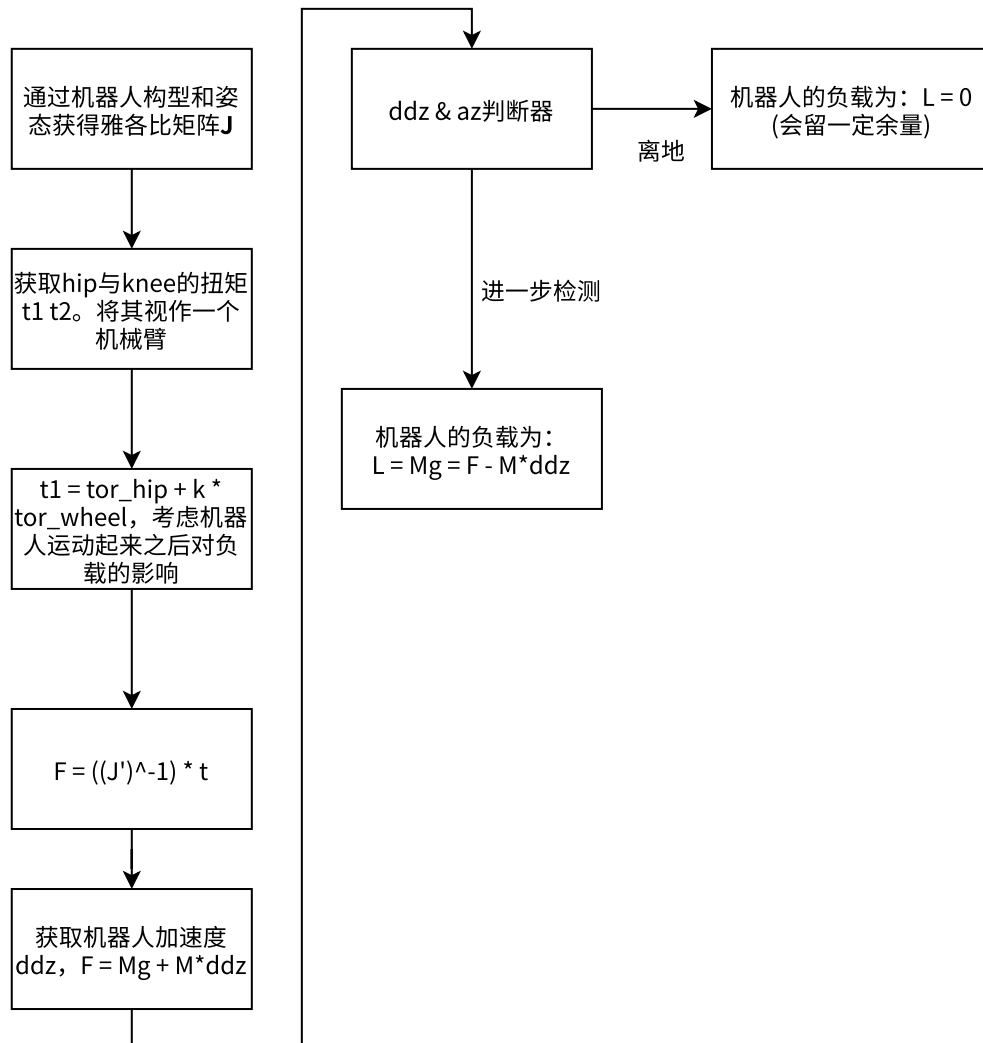 通过机器人构型和姿
态获得雅各比矩阵J
获取hip与knee的扭矩
t1 t2。将其视作一个
机械臂
t1 = tor_hip + k *
tor_wheel，考虑机器
人运动起来之后对负
载的影响
F = ((J')^-1) * t
获取机器人加速度
ddz，F = Mg + M*ddz
ddz & az判断器
离地
机器人的负载为：L = 0
(会留一定余量)
进一步检测
机器人的负载为：
L = Mg = F - M*ddz